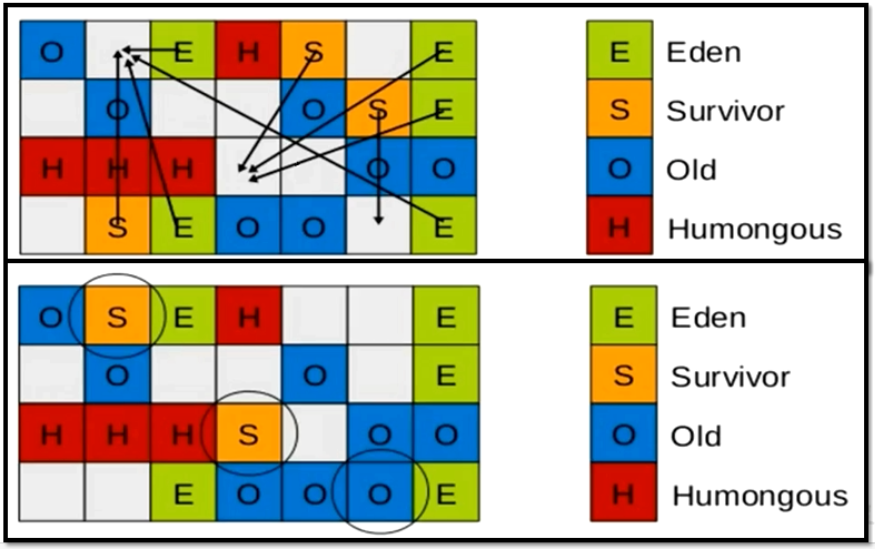 O E H S E E Eden
O O S E S Survivor
H H H O O O Old
S E O O E H Humongous
O S E H E E Eden
O O E S Survivor
H H H S O O O Old
E O O O E H Humongous